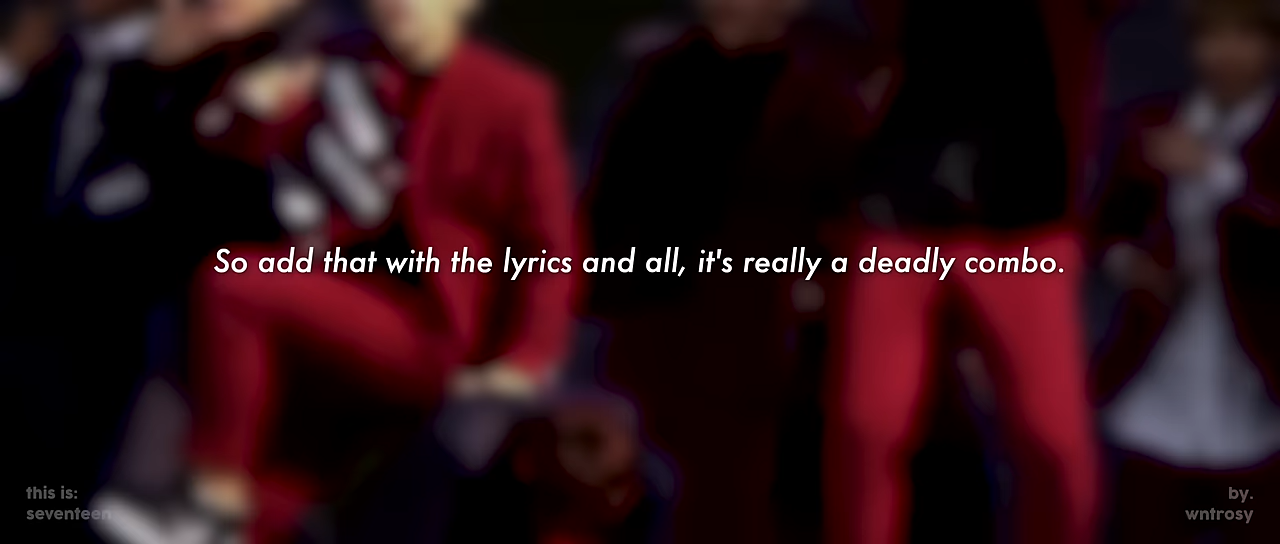 So add that with the lyrics and all, it's really a deadly combo.
this is:
seventeen
by.
wntrosy